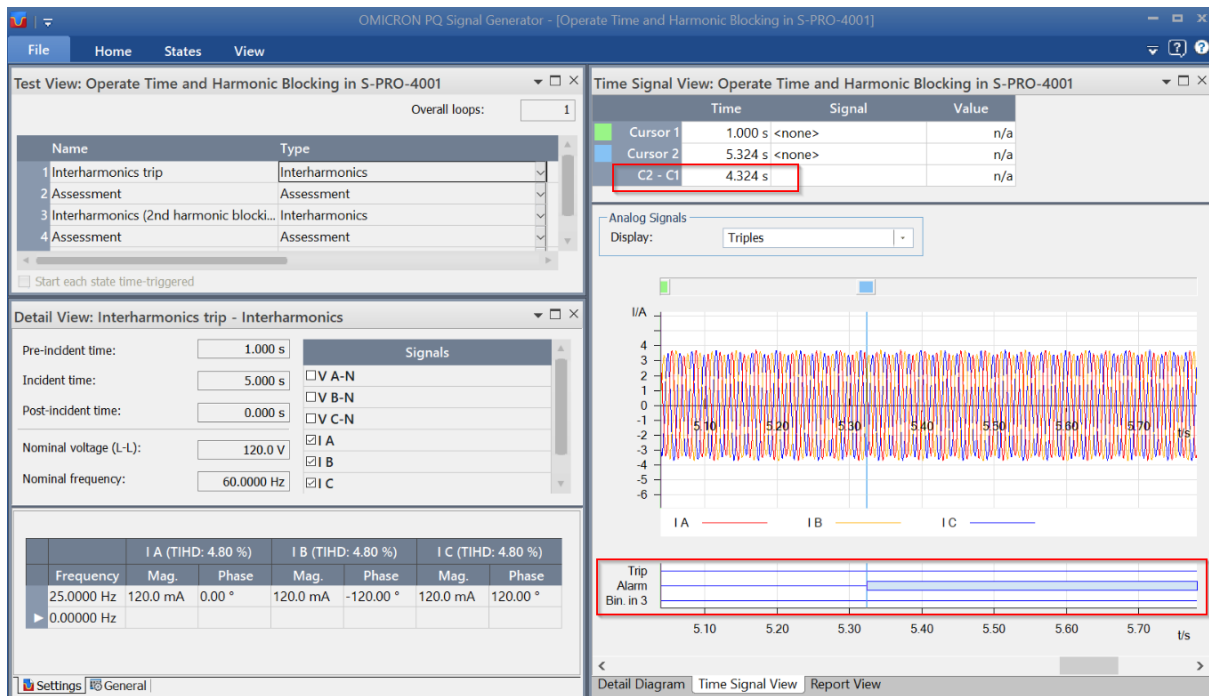 OMICRON PQ Signal Generator - [Operate Time and Harmonic Blocking in S-PRO-4001]
File Home States View
Test View: Operate Time and Harmonic Blocking in S-PRO-4001
Overall loops: 1
Name Type
1 Interharmonics trip Interharmonics
2 Assessment Assessment
3 Interharmonics (2nd harmonic blocki... Interharmonics
4 Assessment Assessment
Start each state time-triggered
Detail View: Interharmonics trip - Interharmonics
Pre-incident time: 1.000 s
Incident time: 5.000 s
Post-incident time: 0.000 s
Nominal voltage (L-L): 120.0 V
Nominal frequency: 60.0000 Hz
Signals
V A-N
V B-N
V C-N
I A
I B
I C
I A (TIHD: 4.80 %) I B (TIHD: 4.80 %) I C (TIHD: 4.80 %)
Frequency Mag. Phase Mag. Phase Mag. Phase
25.0000 Hz 120.0 mA 0.00 ° 120.0 mA -120.00 ° 120.0 mA 120.00 °
0.00000 Hz
Settings General
Time Signal View: Operate Time and Harmonic Blocking in S-PRO-4001
Time Signal Value
Cursor 1 1.000 s <none> n/a
Cursor 2 5.324 s <none> n/a
C2 - C1 4.324 s n/a
Analog Signals
Display: Triples
I/A
4
3
2
1
0
-1
-2
-3
-4
-5
-6
5.10 5.20 5.30 5.40 5.50 5.60 5.70 t/s
I A I B I C
Trip
Alarm
Bin. in 3
5.10 5.20 5.30 5.40 5.50 5.60 5.70 t/s
Detail Diagram Time Signal View Report View